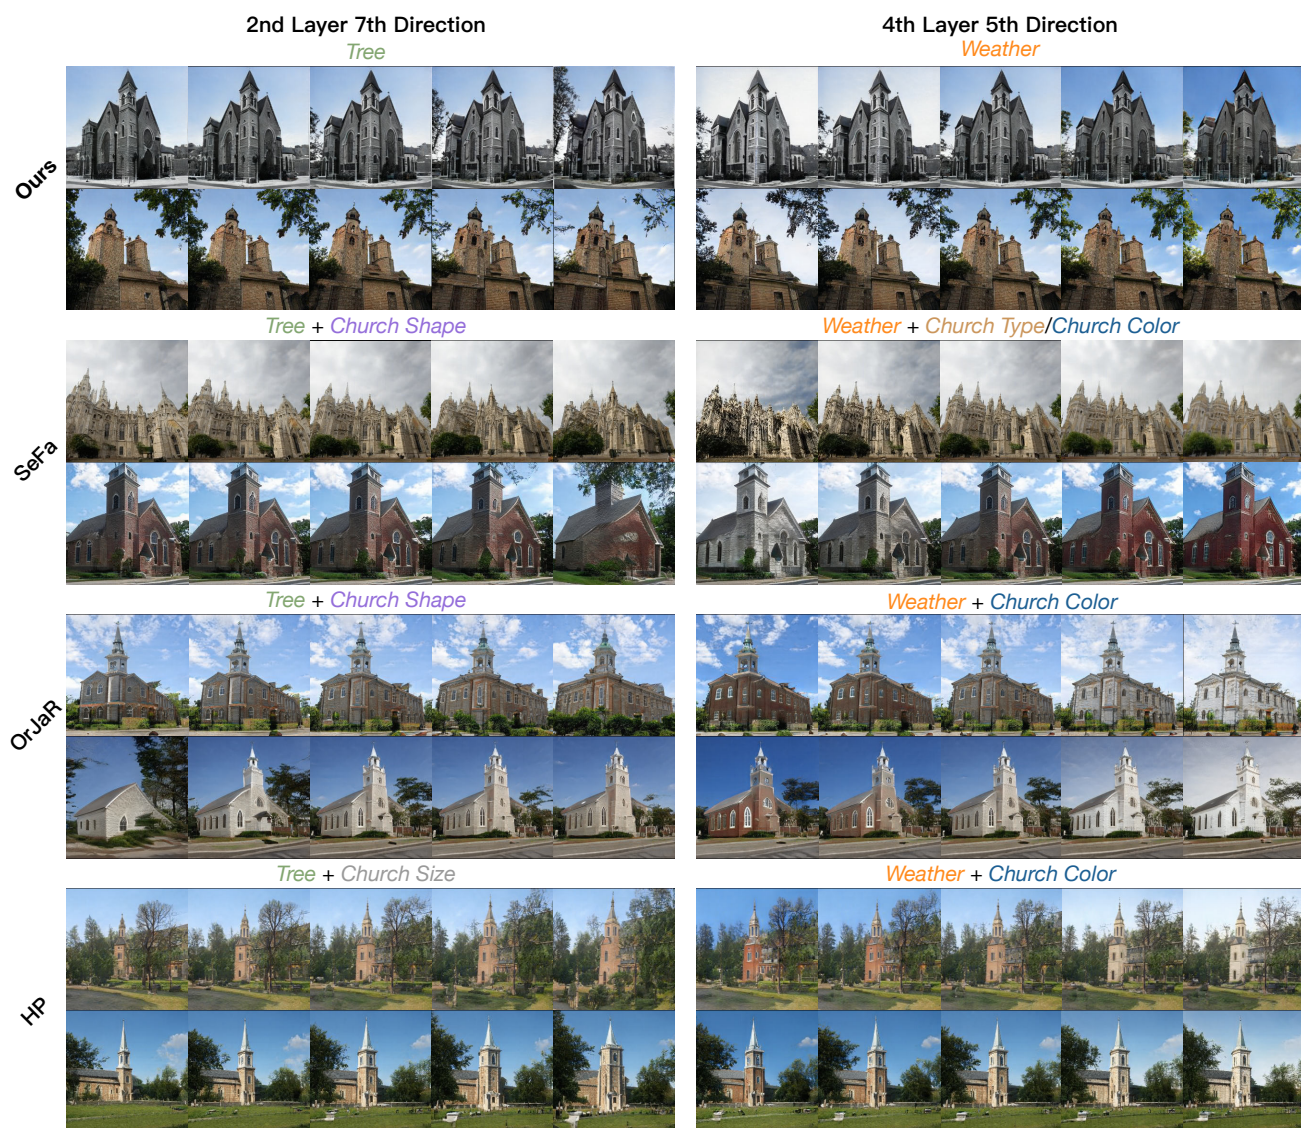 2nd Layer 7th Direction
4th Layer 5th Direction
Tree
Weather
Ours
Tree + Church Shape
Weather + Church Type/Church Color
SeFa
Tree + Church Shape
Weather + Church Color
OrJaR
Tree + Church Size
Weather + Church Color
HP